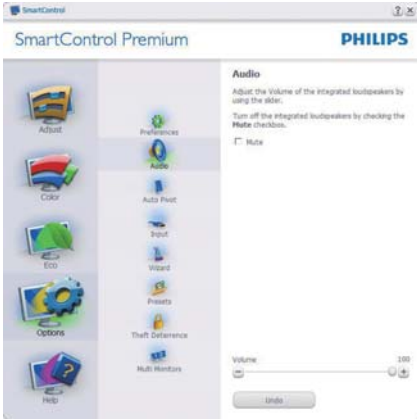 SmartControl
SmartControl Premium
PHILIPS
Adjust
Color
Eco
Options
Help
Preferences
Audio
Auto Pivot
Input
Wizard
Presets
Theft Deterrence
Multi Monitors
Audio
Adjust the Volume of the integrated loudspeakers by
using the slider.
Turn off the integrated loudspeakers by checking the
Mute checkbox.
Mute
Volume 100
Undo